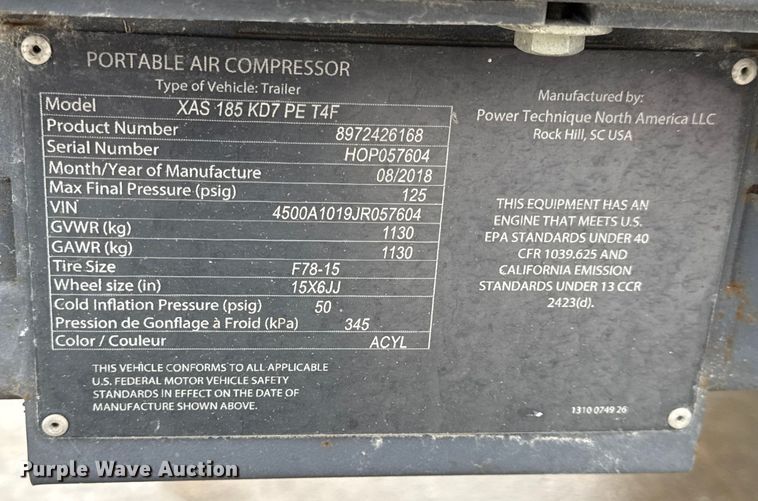 PORTABLE AIR COMPRESSOR
Type of Vehicle: Trailer
Model XAS 185 KD7 PE T4F
Product Number 8972426168
Serial Number HOP057604
Month/Year of Manufacture 08/2018
Max Final Pressure (psig) 125
VIN 4500A1019JR057604
GVWR (kg) 1130
GAWR (kg) 1130
Tire Size F78-15
Wheel size (in) 15X6JJ
Cold Inflation Pressure (psig) 50
Pression de Gonflage à Froid (kPa) 345
Color / Couleur ACYL
THIS VEHICLE CONFORMS TO ALL APPLICABLE
U.S. FEDERAL MOTOR VEHICLE SAFETY
STANDARDS IN EFFECT ON THE DATE OF
MANUFACTURE SHOWN ABOVE.
Manufactured by:
Power Technique North America LLC
Rock Hill, SC USA
THIS EQUIPMENT HAS AN
ENGINE THAT MEETS U.S.
EPA STANDARDS UNDER 40
CFR 1039.625 AND
CALIFORNIA EMISSION
STANDARDS UNDER 13 CCR
2423(d).
1310 0749 26
Purple Wave Auction